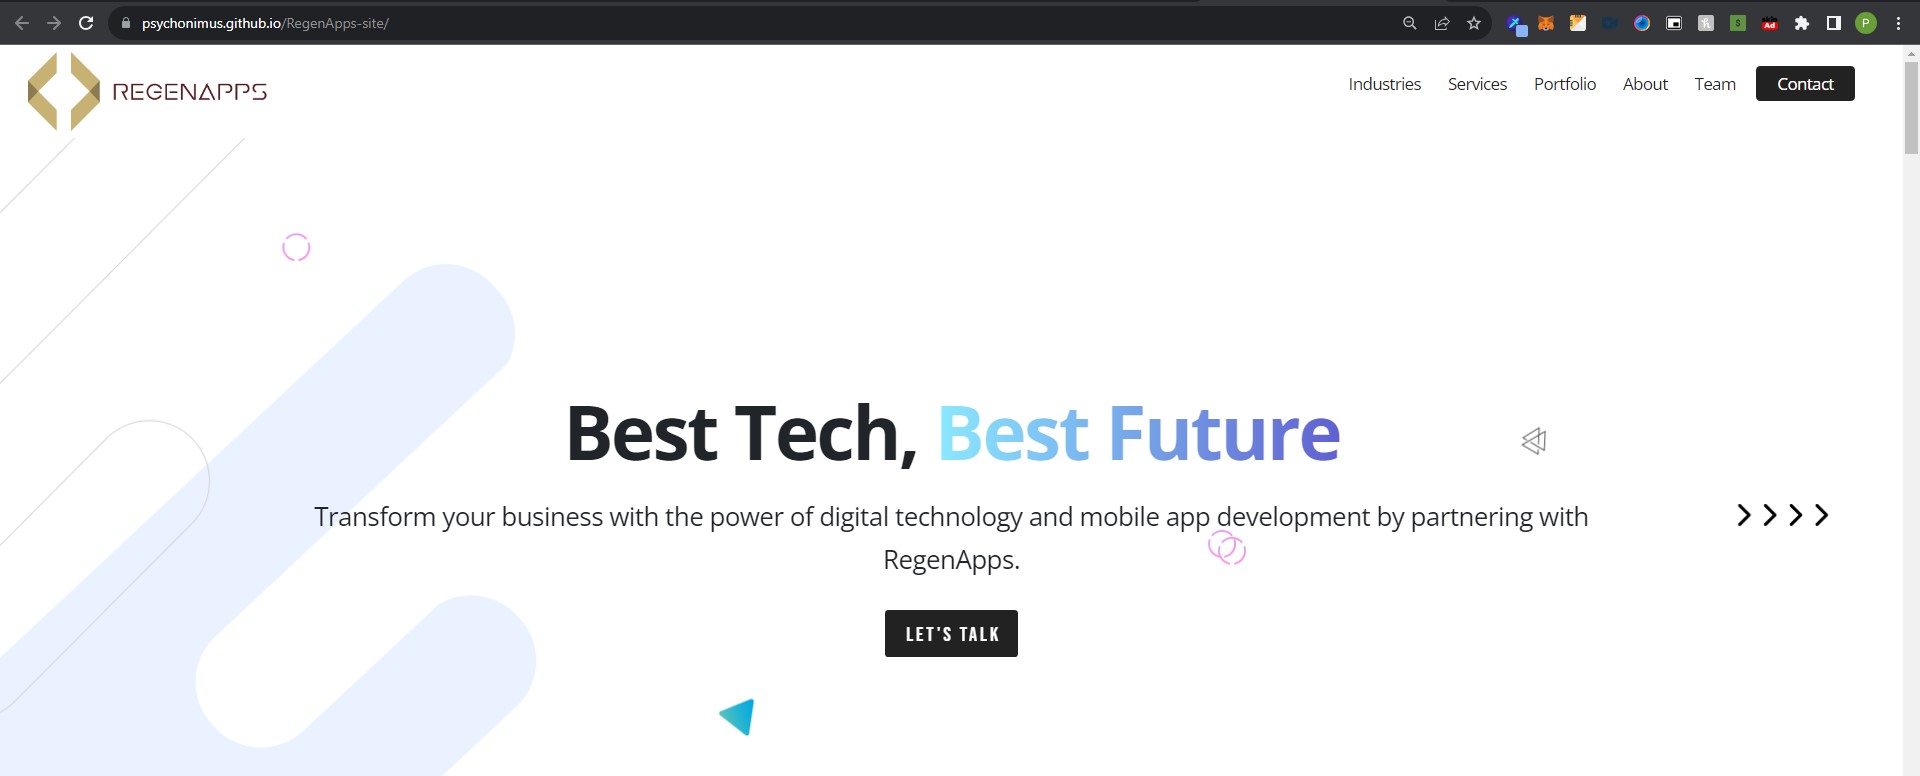 psychonimus.github.io/RegenApps-site/
P
REGENAPPS
Industries Services Portfolio About Team Contact
Best Tech, Best Future
Transform your business with the power of digital technology and mobile app development by partnering with
RegenApps.
LET'S TALK